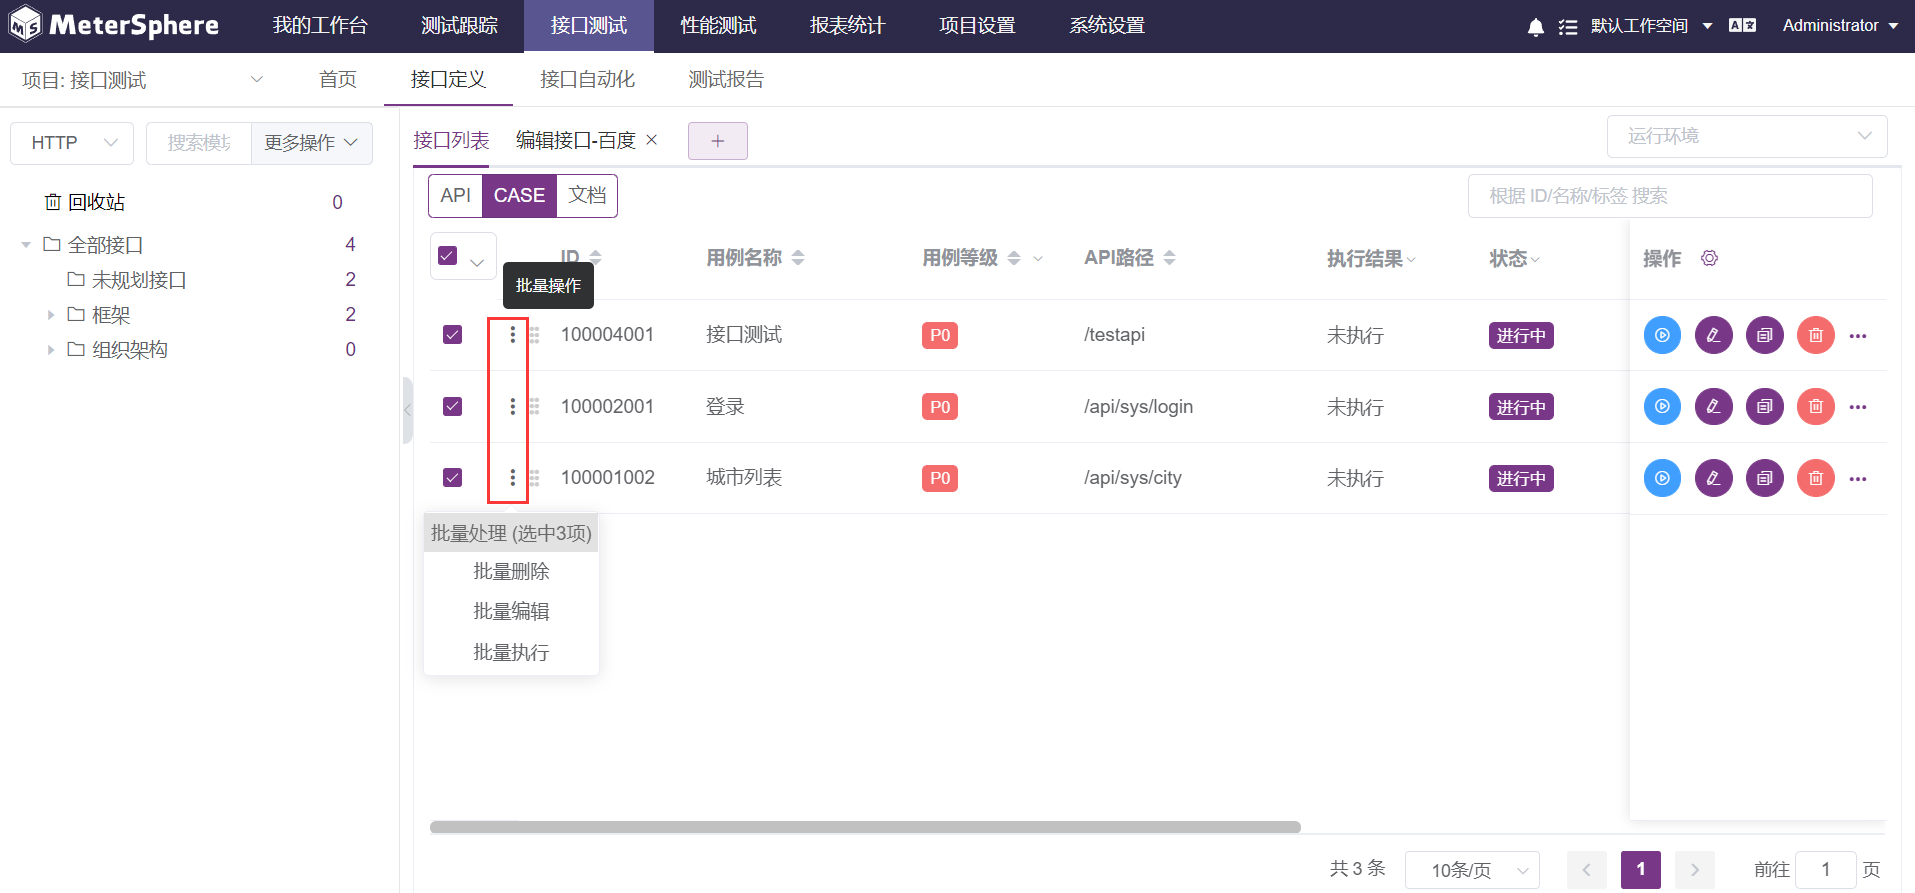 MeterSphere 我的工作台 测试跟踪 接口测试 性能测试 报表统计 项目设置 系统设置 默认工作空间 Administrator
项目: 接口测试 首页 接口定义 接口自动化 测试报告
HTTP 搜索模块 更多操作
回收站 0
全部接口 4
未规划接口 2
框架 2
组织架构 0
接口列表 编辑接口-百度 运行环境
API CASE 文档 根据 ID/名称/标签 搜索
ID 用例名称 用例等级 API路径 执行结果 状态 操作
批量操作
100004001 接口测试 P0 /testapi 未执行 进行中
100002001 登录 P0 /api/sys/login 未执行 进行中
100001002 城市列表 P0 /api/sys/city 未执行 进行中
批量处理 (选中3项)
批量删除
批量编辑
批量执行
共 3 条 10条/页 1 前往 1 页